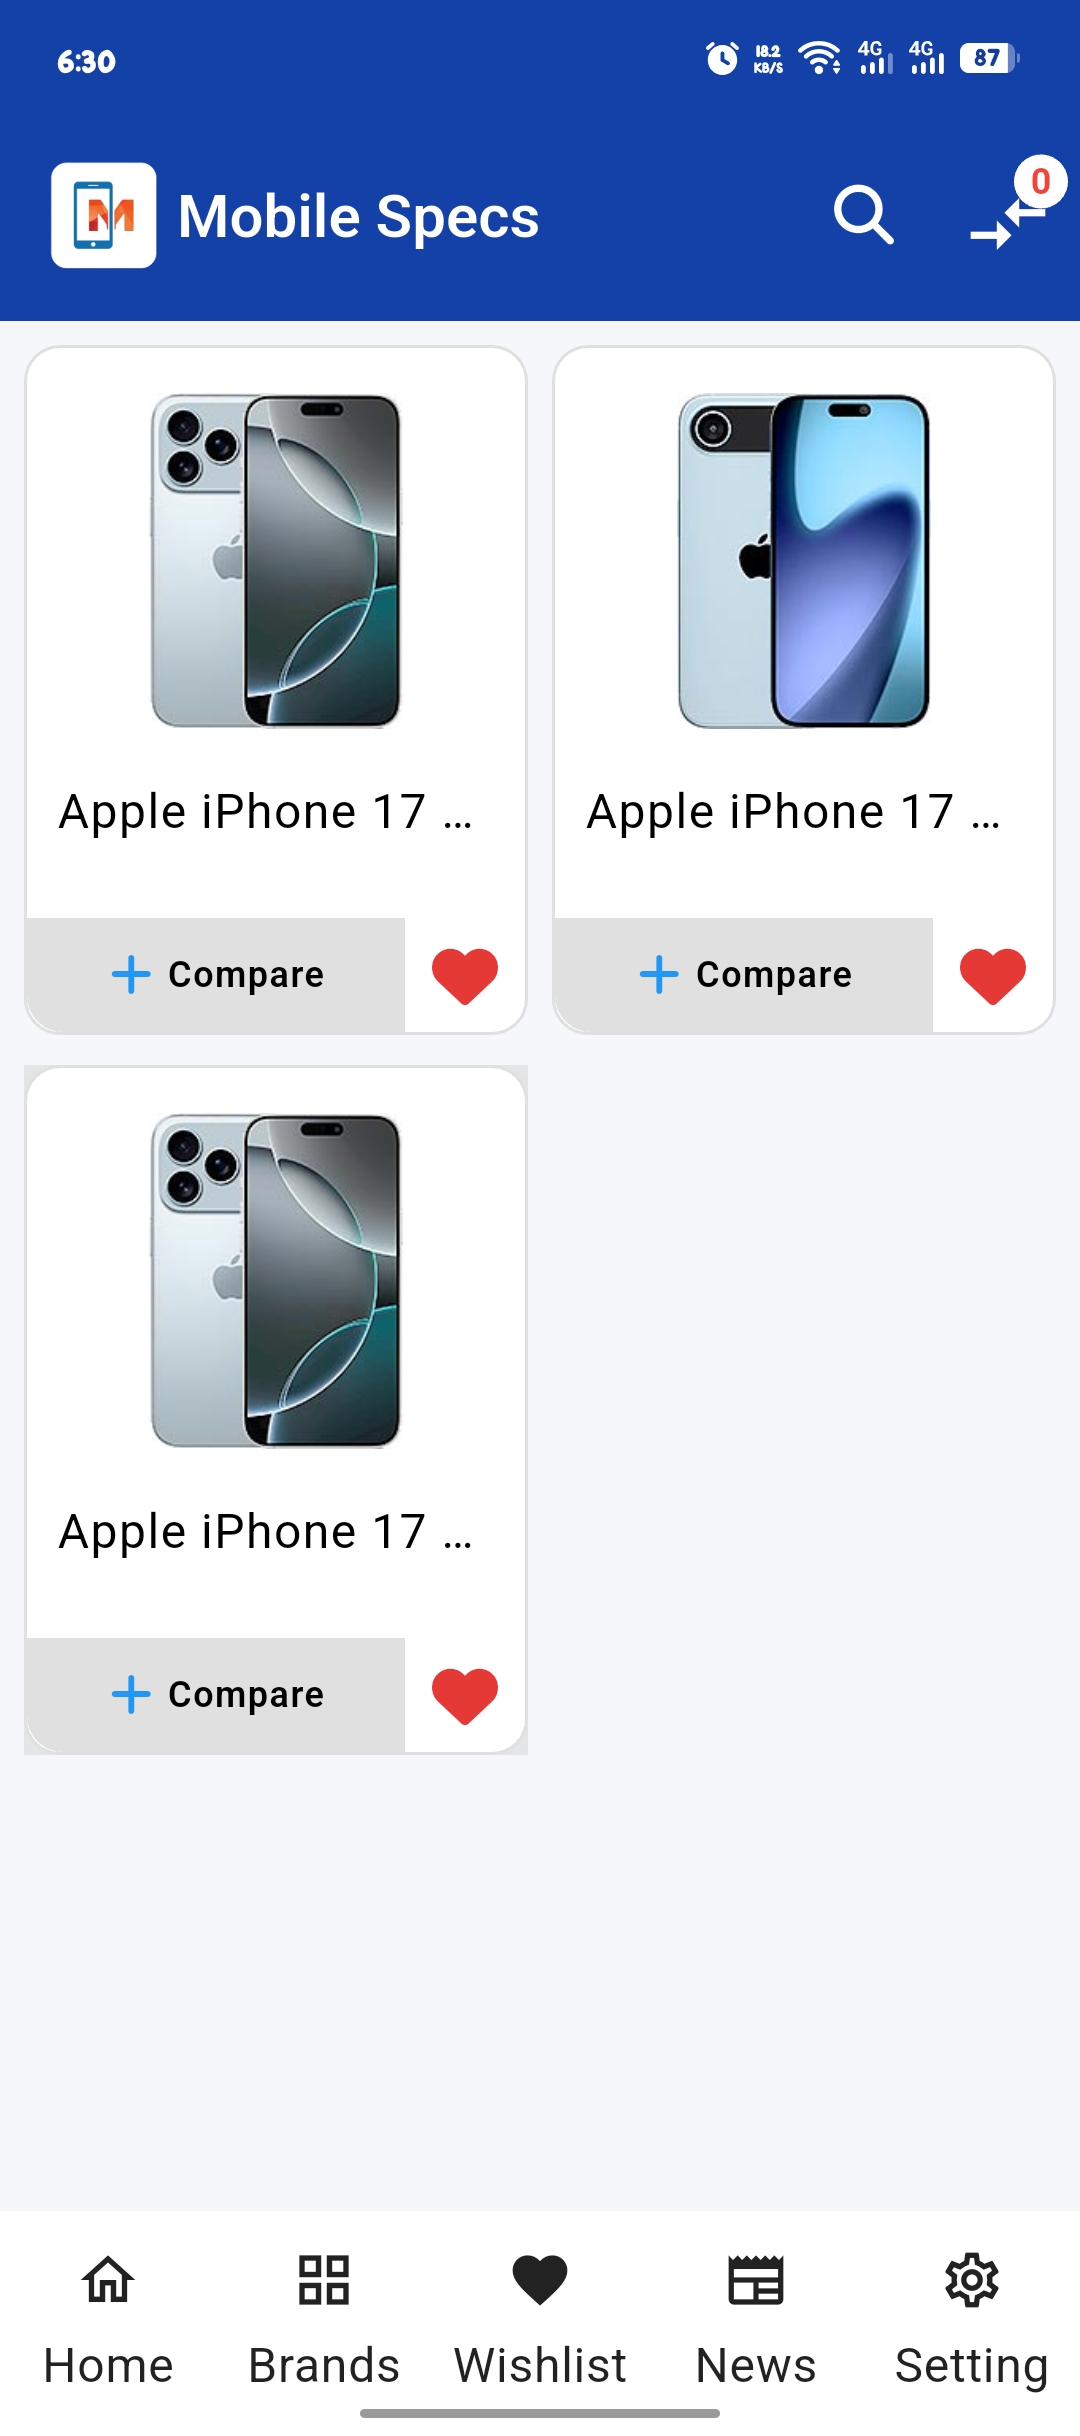 6:30
18.2
KB/S
4G
4G
87
M
Mobile Specs
0
Apple iPhone 17 ...
Apple iPhone 17 ...
Compare
Compare
Apple iPhone 17 ...
Compare
Home
Brands
Wishlist
News
Setting